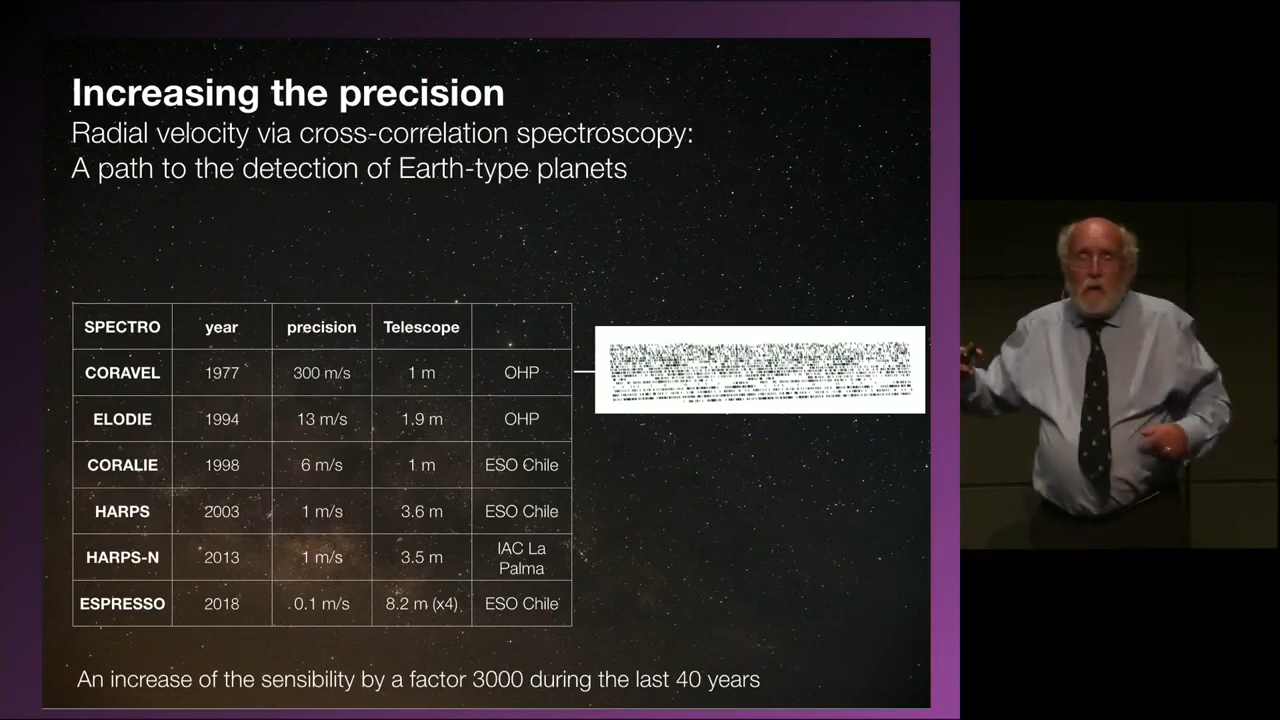 Increasing the precision
Radial velocity via cross-correlation spectroscopy:
A path to the detection of Earth-type planets
SPECTRO year precision Telescope
CORAVEL 1977 300 m/s 1 m OHP
ELODIE 1994 13 m/s 1.9 m OHP
CORALIE 1998 6 m/s 1 m ESO Chile
HARPS 2003 1 m/s 3.6 m ESO Chile
HARPS-N 2013 1 m/s 3.5 m IAC La
Palma
ESPRESSO 2018 0.1 m/s 8.2 m (x4) ESO Chile
An increase of the sensibility by a factor 3000 during the last 40 years